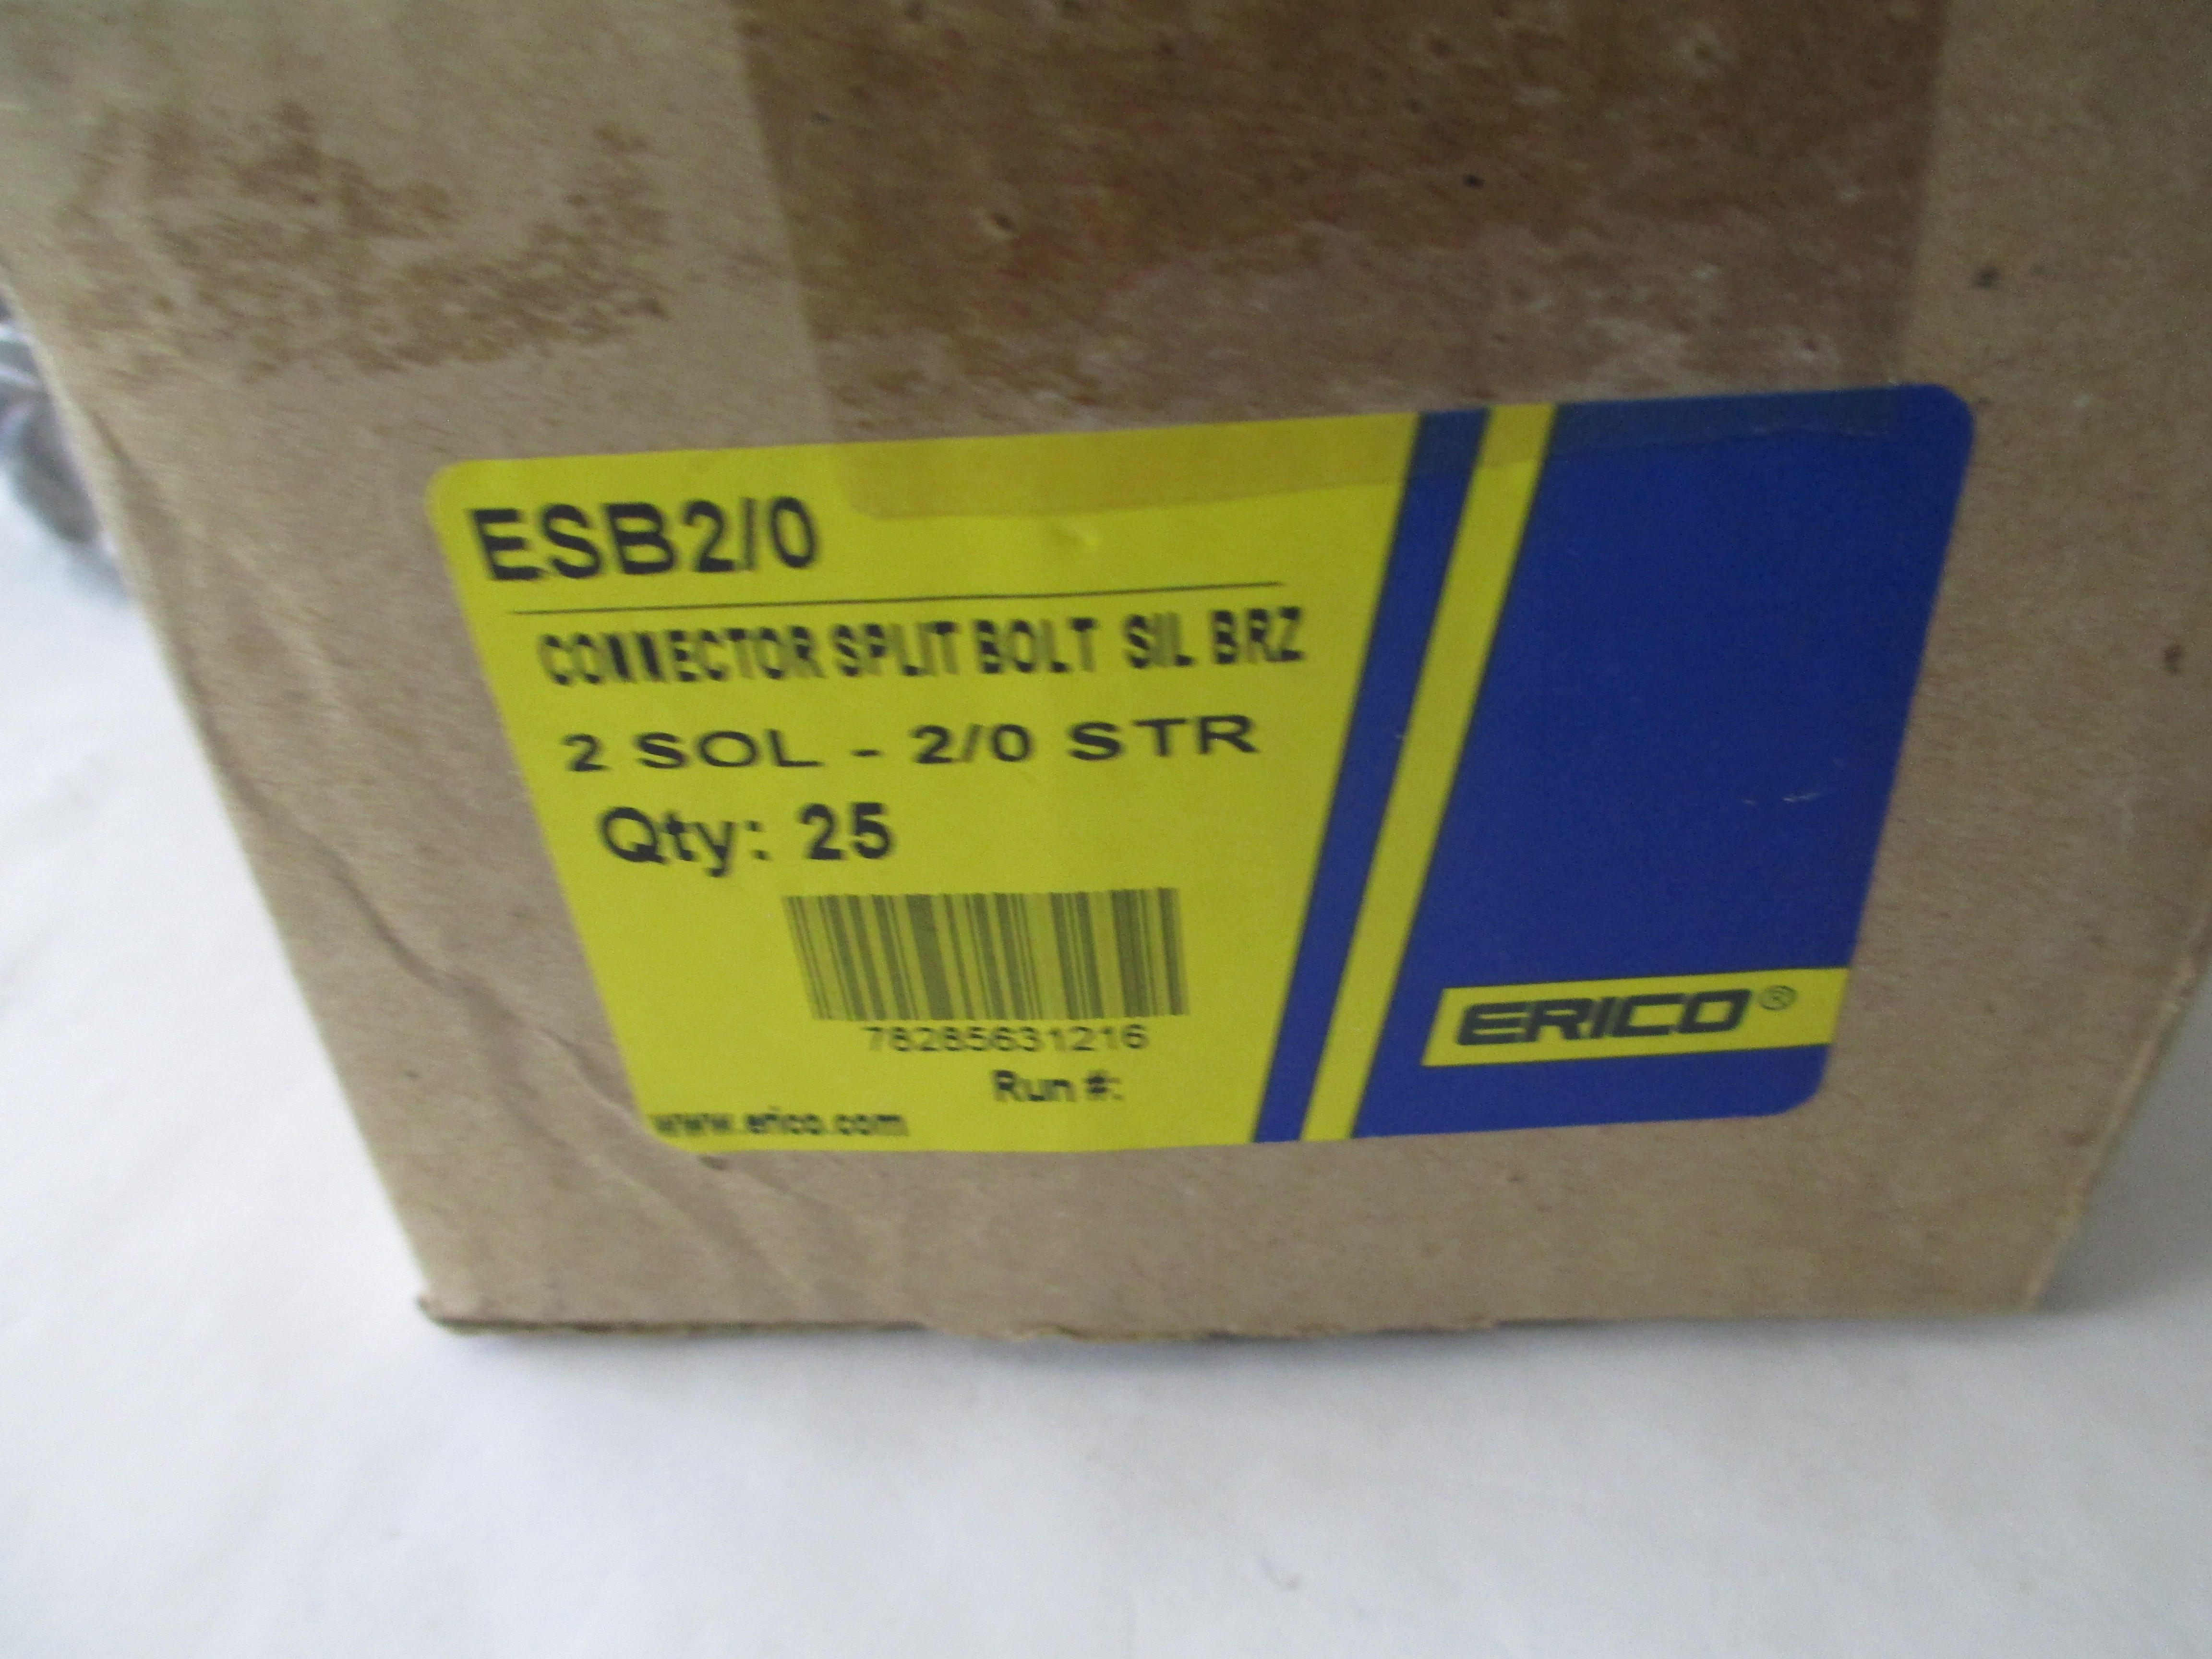 ESB2/0
CONNECTOR SPLIT BOLT SIL BRZ
2 SOL - 2/0 STR
Qty: 25
78285631216
Run #:
www.erico.com
ERICO®